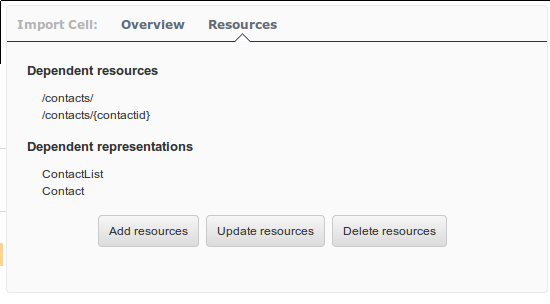 Import Cell: Overview Resources
Dependent resources
/contacts/
/contacts/{contactid}
Dependent representations
ContactList
Contact
Add resources Update resources Delete resources